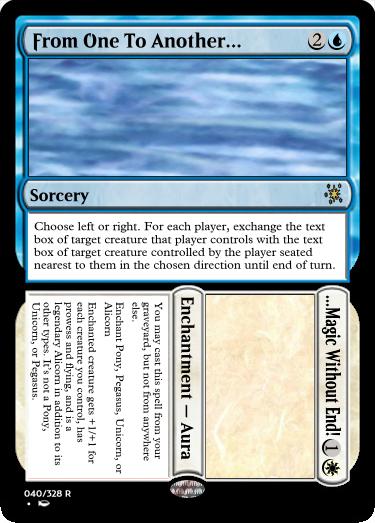 From One To Another... 2
Sorcery
Choose left or right. For each player, exchange the text
box of target creature that player controls with the text
box of target creature controlled by the player seated
nearest to them in the chosen direction until end of turn.
...Magic Without End! 1
Enchantment — Aura
You may cast this spell from your
graveyard, but not from anywhere
else.
Enchant Pony, Pegasus, Unicorn, or
Alicorn
Enchanted creature gets +1/+1 for
each creature you control, has
prowess and flying, and is a
legendary Alicorn in addition to its
other types. It's not a Pony,
Unicorn, or Pegasus.
040/328 R